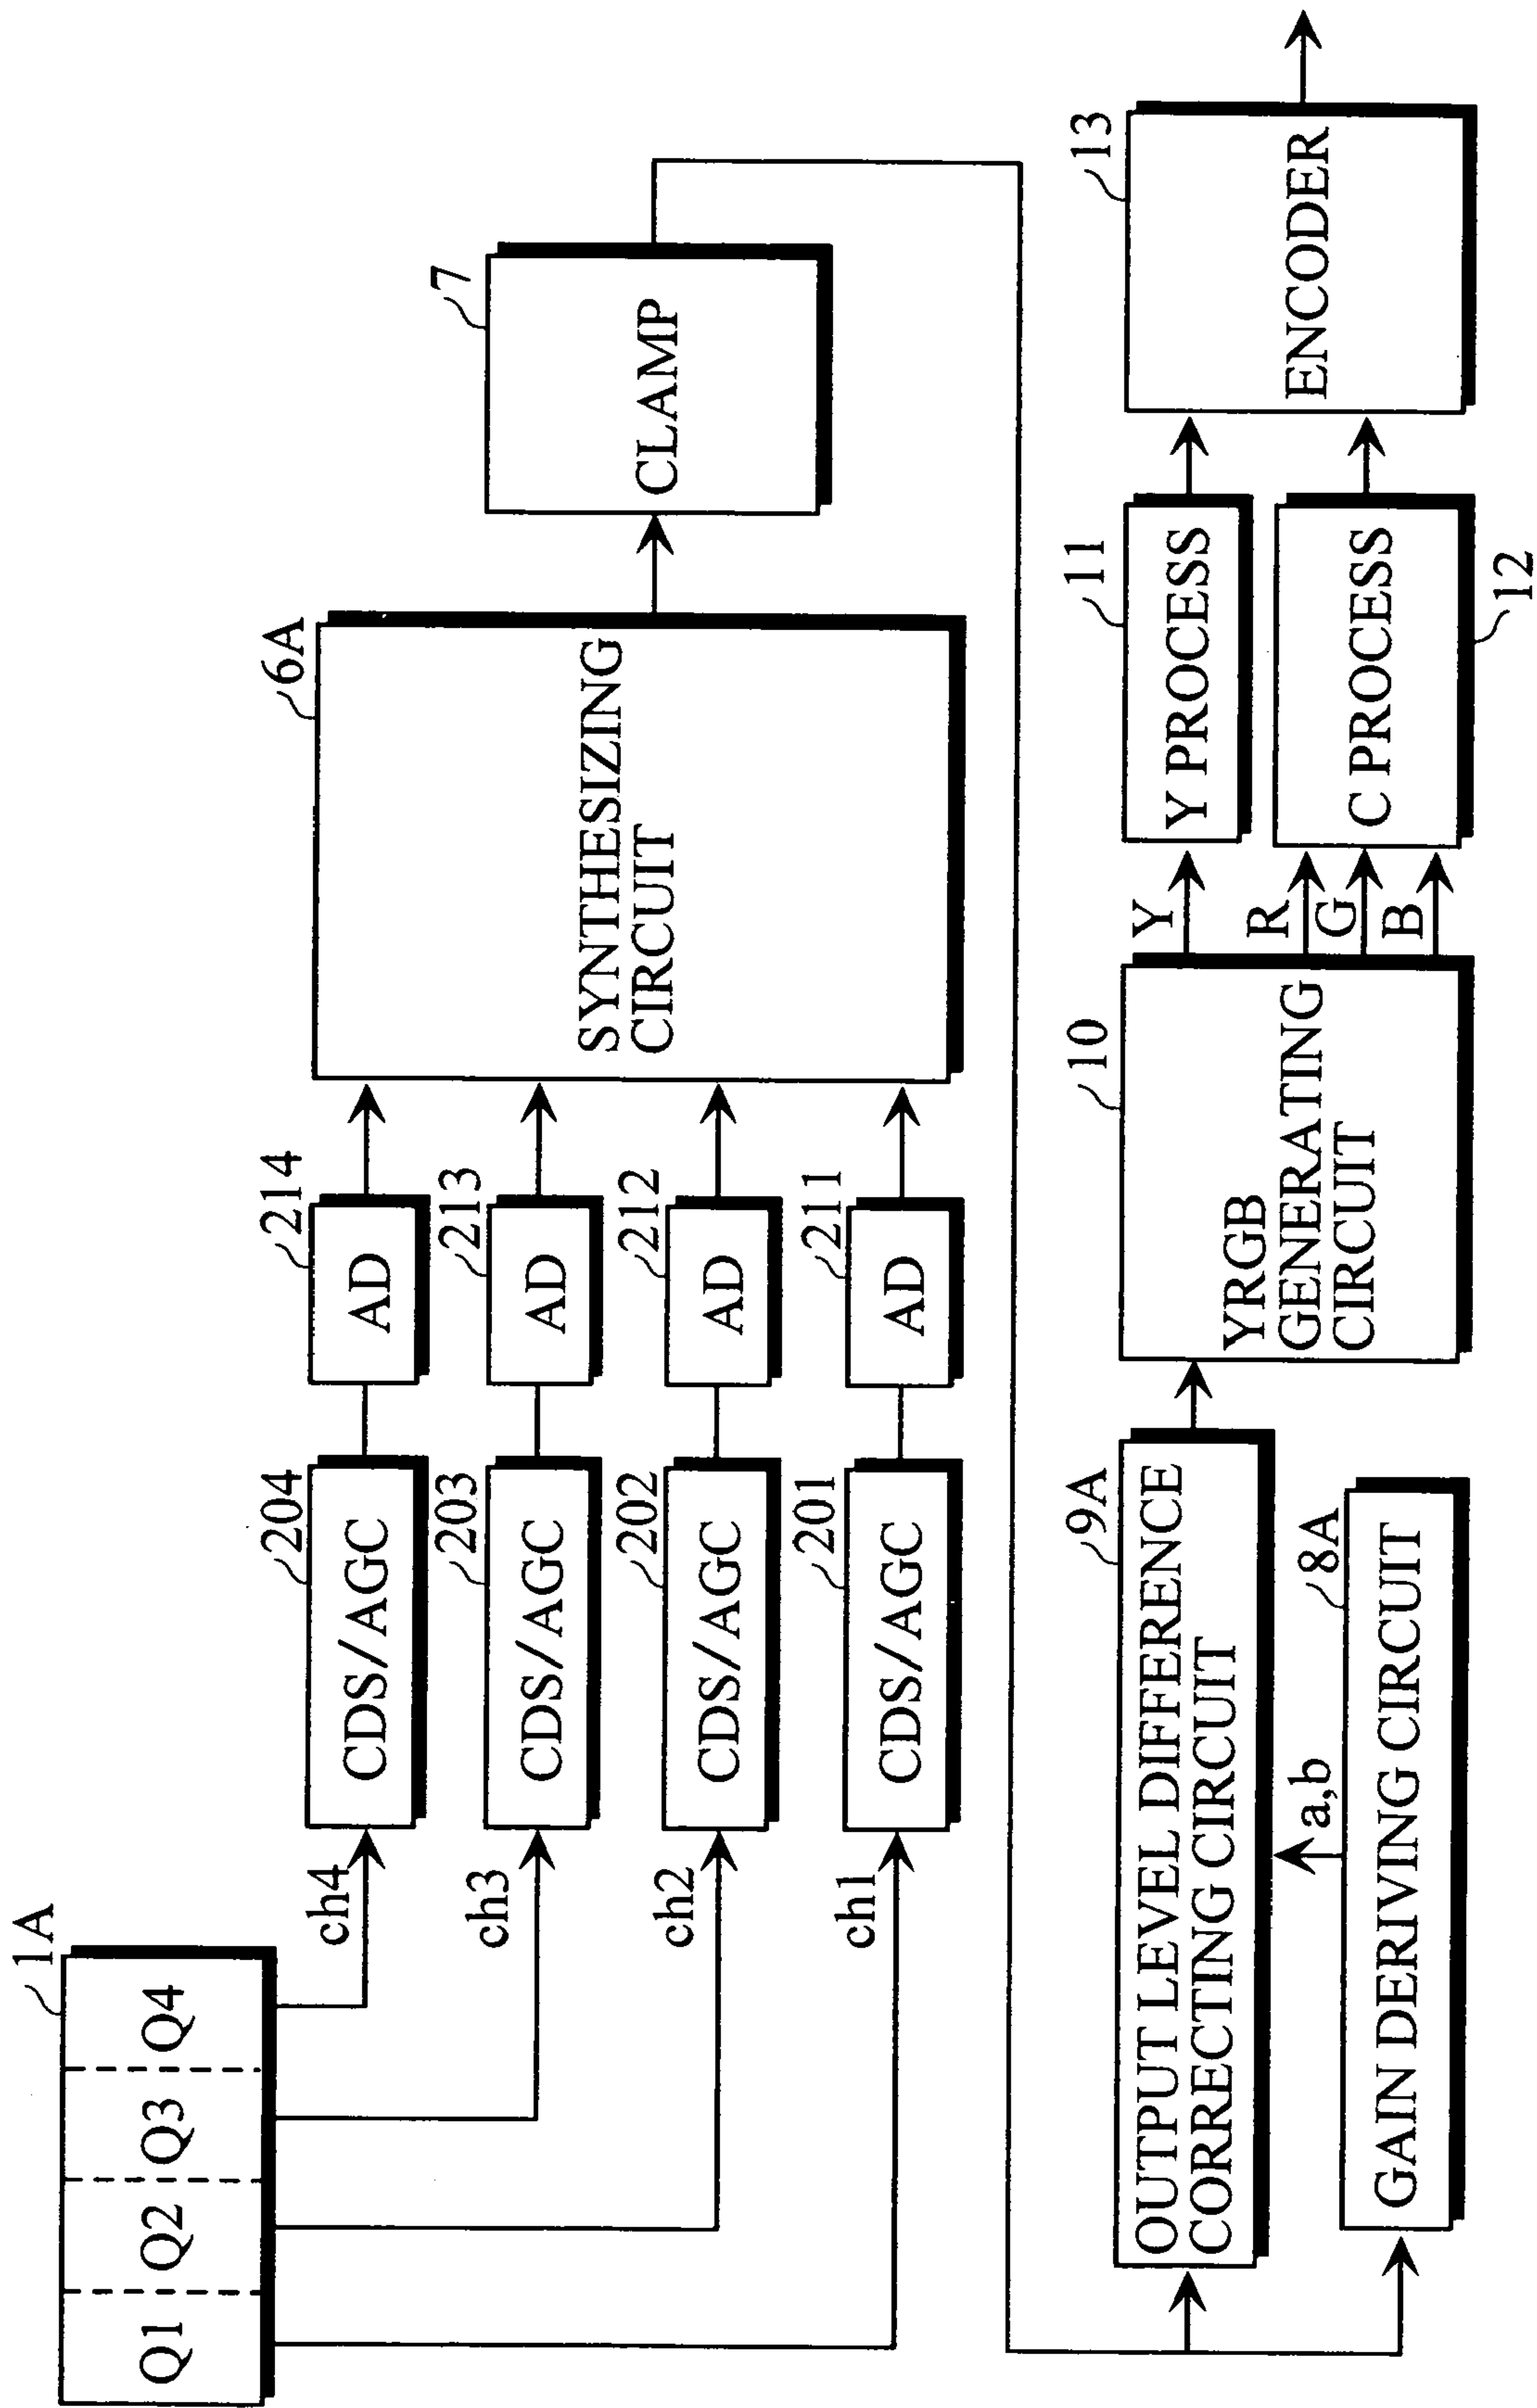 1A
Q1
Q2
Q3
Q4
ch4
204
CDS/AGC
214
AD
ch3
203
CDS/AGC
213
AD
ch2
202
CDS/AGC
212
AD
ch1
201
CDS/AGC
211
AD
6A
SYNTHESIZING
CIRCUIT
7
CLAMP
9A
OUTPUT LEVEL DIFFERENCE
CORRECTING CIRCUIT
a,b
8A
GAIN DERIVING CIRCUIT
10
YRGB
GENERATING
CIRCUIT
Y
R
G
B
11
Y PROCESS
C PROCESS
12
13
ENCODER